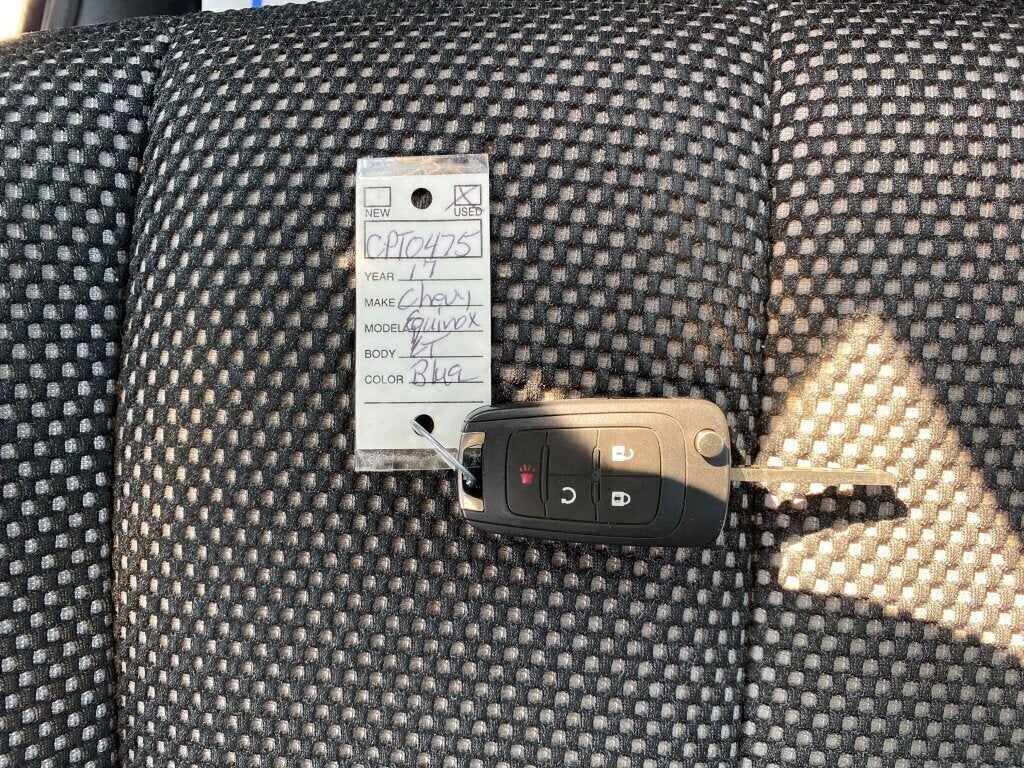 NEW USED
CPT0475
YEAR 17
MAKE Chevy
MODEL Equinox
BODY LT
COLOR Blue